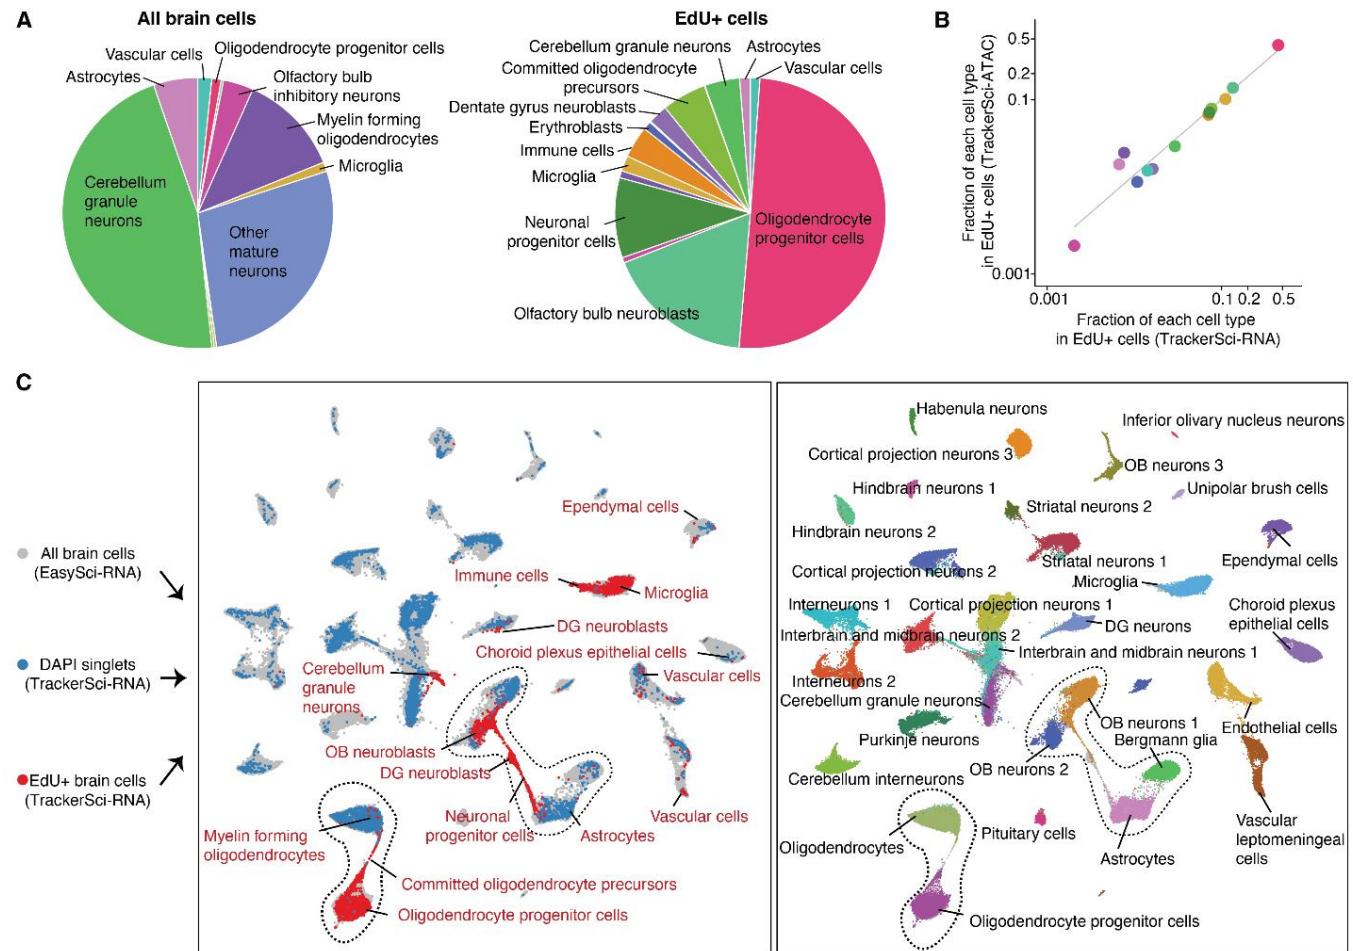 A
All brain cells
Vascular cells
Oligodendrocyte progenitor cells
Astrocytes
Olfactory bulb
inhibitory neurons
Myelin forming
oligodendrocytes
Microglia
Cerebellum
granule
neurons
Other
mature
neurons
EdU+ cells
Cerebellum granule neurons
Astrocytes
Committed oligodendrocyte
precursors
Vascular cells
Dentate gyrus neuroblasts
Erythroblasts
Immune cells
Microglia
Neuronal
progenitor cells
Oligodendrocyte
progenitor cells
Olfactory bulb neuroblasts
B
Fraction of each cell type
in EdU+ cells (TrackerSci-ATAC)
0.5
0.2
0.1
0.001
0.001
0.1 0.2 0.5
Fraction of each cell type
in EdU+ cells (TrackerSci-RNA)
C
All brain cells
(EasySci-RNA)
DAPI singlets
(TrackerSci-RNA)
EdU+ brain cells
(TrackerSci-RNA)
Ependymal cells
Immune cells
Microglia
DG neuroblasts
Choroid plexus epithelial cells
Vascular cells
Cerebellum
granule
neurons
OB neuroblasts
DG neuroblasts
Neuronal
progenitor cells
Astrocytes
Vascular cells
Myelin forming
oligodendrocytes
Committed oligodendrocyte precursors
Oligodendrocyte progenitor cells
Habenula neurons
Inferior olivary nucleus neurons
Cortical projection neurons 3
OB neurons 3
Hindbrain neurons 1
Unipolar brush cells
Striatal neurons 2
Hindbrain neurons 2
Ependymal cells
Striatal neurons 1
Cortical projection neurons 2
Microglia
Interneurons 1
Cortical projection neurons 1
Choroid plexus
epithelial cells
DG neurons
Interbrain and midbrain neurons 2
Interbrain and midbrain neurons 1
Interneurons 2
Cerebellum granule neurons
OB neurons 1
Endothelial cells
Purkinje neurons
Bergmann glia
OB neurons 2
Cerebellum interneurons
Pituitary cells
Vascular
leptomeningeal
cells
Oligodendrocytes
Astrocytes
Oligodendrocyte progenitor cells